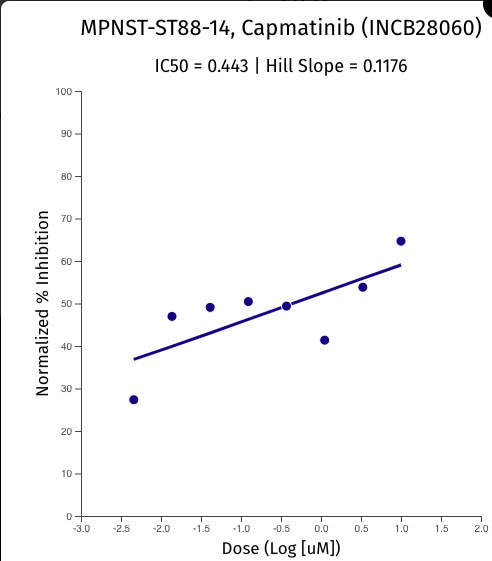 MPNST-ST88-14, Capmatinib (INCB28060)
IC50 = 0.443 | Hill Slope = 0.1176
Normalized % Inhibition
100
90
80
70
60
50
40
30
20
10
0
-3.0 -2.5 -2.0 -1.5 -1.0 -0.5 0.0 0.5 1.0 1.5 2.0
Dose (Log [uM])